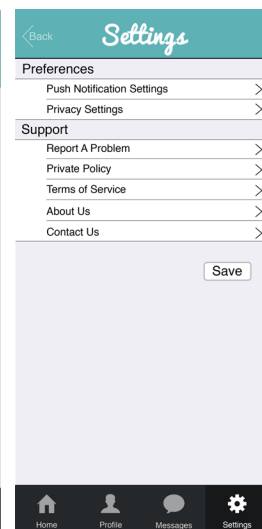 Back
Settings
Preferences
Push Notification Settings
Privacy Settings
Support
Report A Problem
Private Policy
Terms of Service
About Us
Contact Us
Save
Home Profile Messages Settings